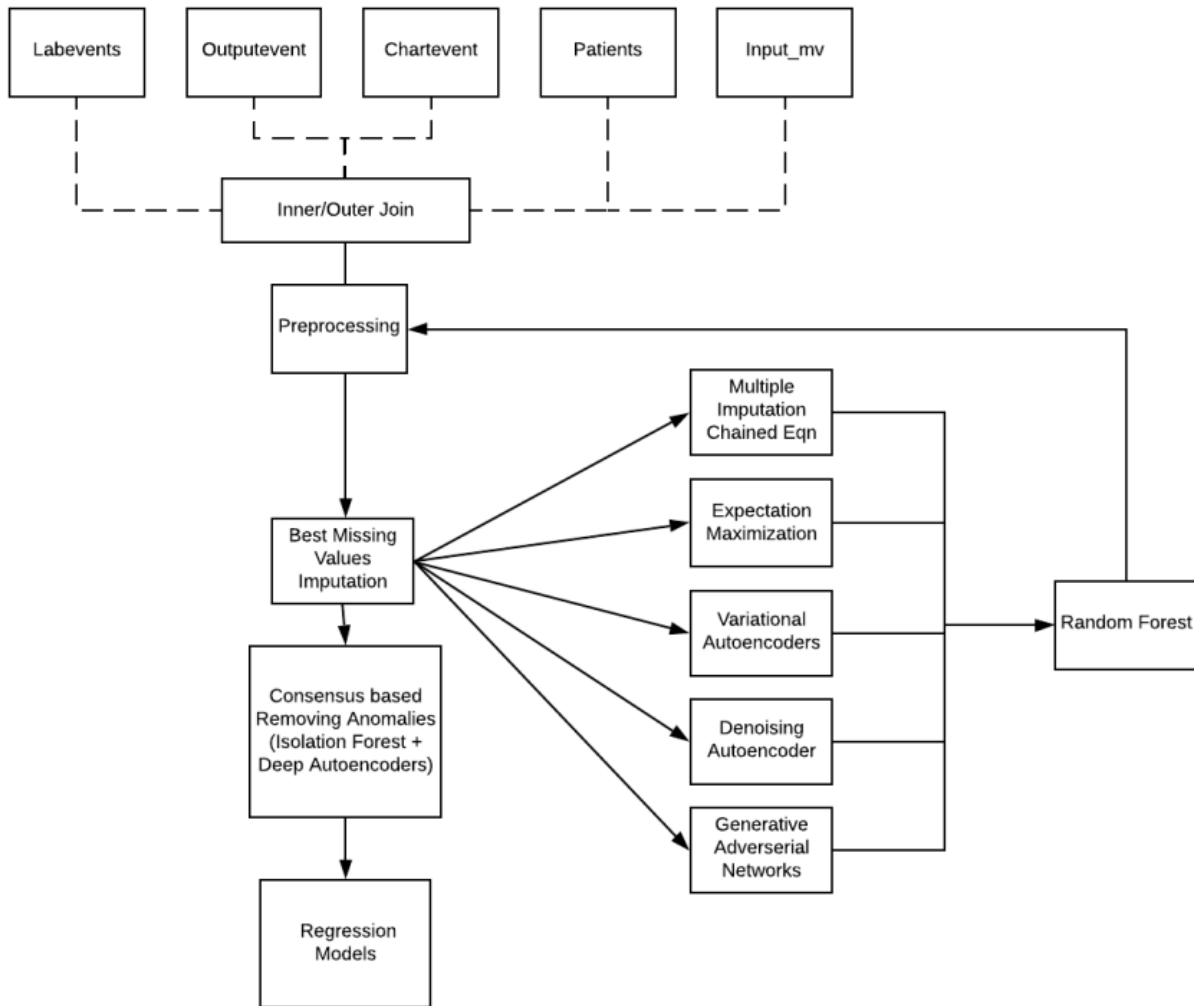 Labevents
Outputevent
Chartevent
Patients
Input_mv
Inner/Outer Join
Preprocessing
Multiple
Imputation
Chained Eqn
Expectation
Maximization
Best Missing
Values
Imputation
Variational
Autoencoders
Random Forest
Consensus based
Removing Anomalies
(Isolation Forest +
Deep Autoencoders)
Denoising
Autoencoder
Generative
Adverserial
Networks
Regression
Models